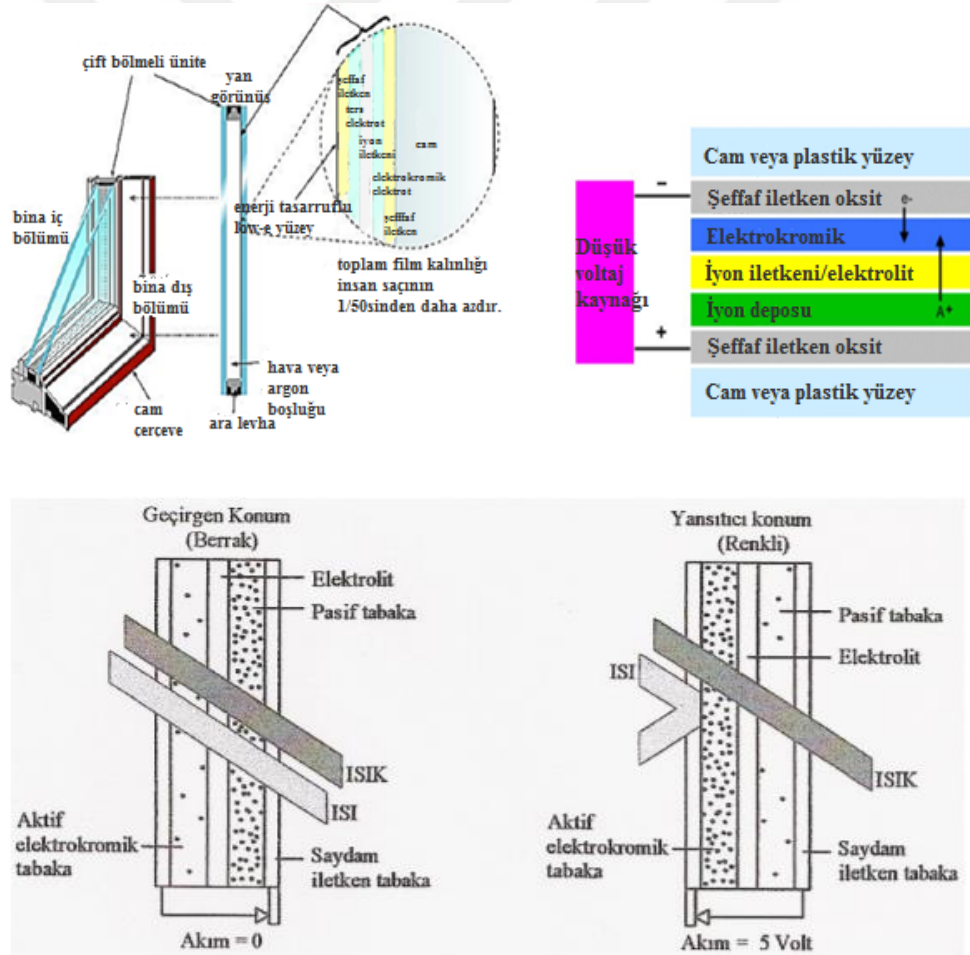 çift bölmeli ünite
yan
görünüş
bina iç
bölümü
bina dış
bölümü
enerji tasarruflu
low-e yüzey
hava veya
argon
boşluğu
cam
çerçeve
ara levha
şeffaf
iletken
ters
elektrot
iyon
iletkeni
cam
elektrokromik
elektrot
şefffaf
iletken
toplam film kalınlığı
insan saçının
1/50sinden daha azdır.
Düşük
voltaj
kaynağı
−
+
Cam veya plastik yüzey
Şeffaf iletken oksit
e-
Elektrokromik
İyon iletkeni/elektrolit
İyon deposu
A+
Şeffaf iletken oksit
Cam veya plastik yüzey
Geçirgen Konum
(Berrak)
Elektrolit
Pasif tabaka
ISIK
ISI
Aktif
elektrokromik
tabaka
Saydam
iletken tabaka
Akım = 0
Yansıtıcı konum
(Renkli)
Pasif tabaka
Elektrolit
ISI
ISIK
Aktif
elektrokromik
tabaka
Saydam
iletken tabaka
Akım = 5 Volt